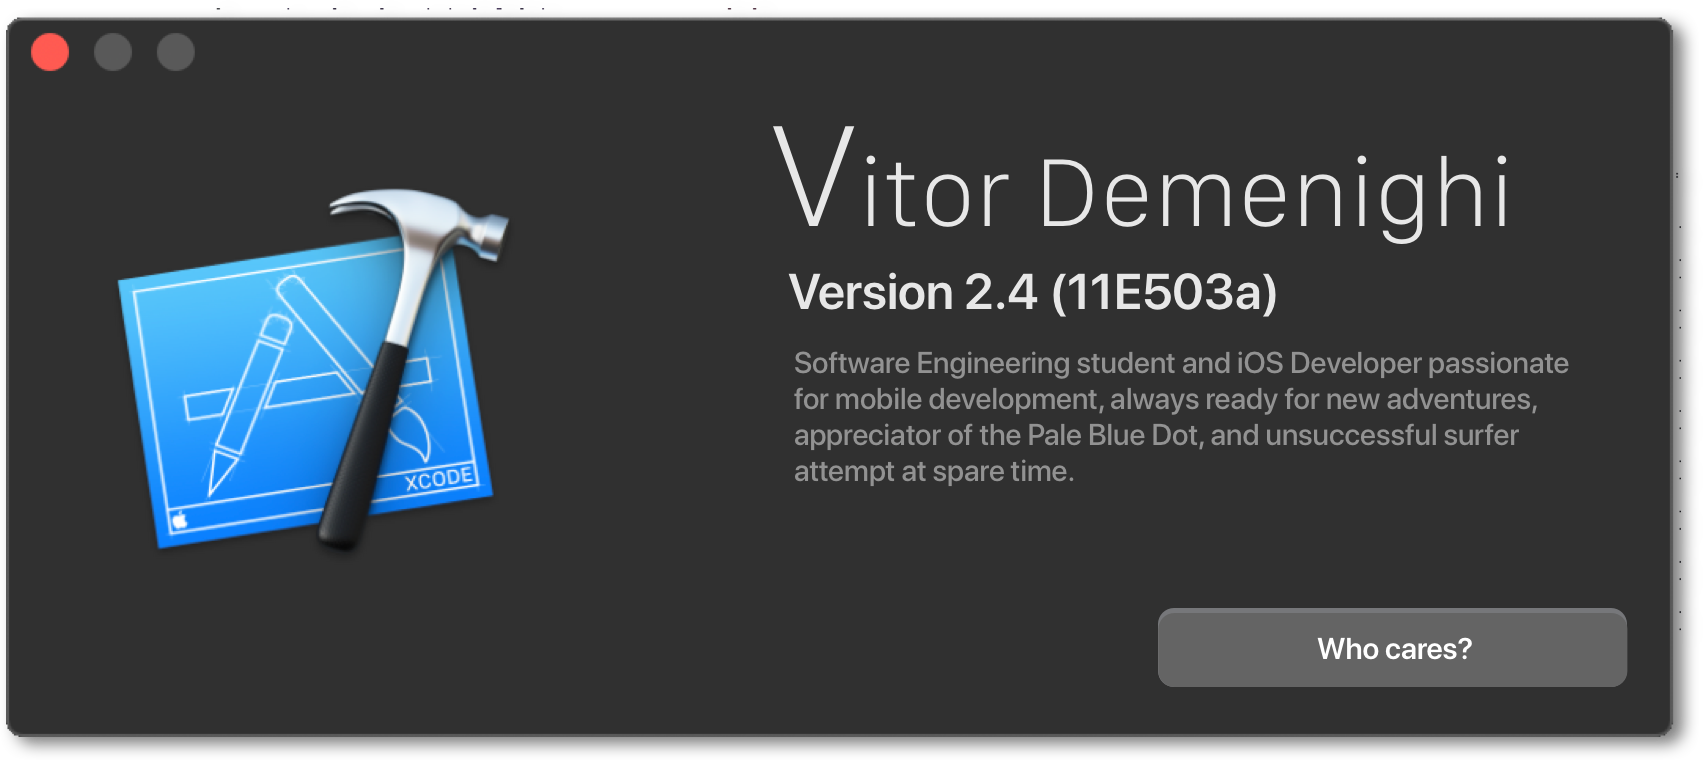 Vitor Demenighi
Version 2.4 (11E503a)
Software Engineering student and iOS Developer passionate
for mobile development, always ready for new adventures,
appreciator of the Pale Blue Dot, and unsuccessful surfer
attempt at spare time.
XCODE
Who cares?